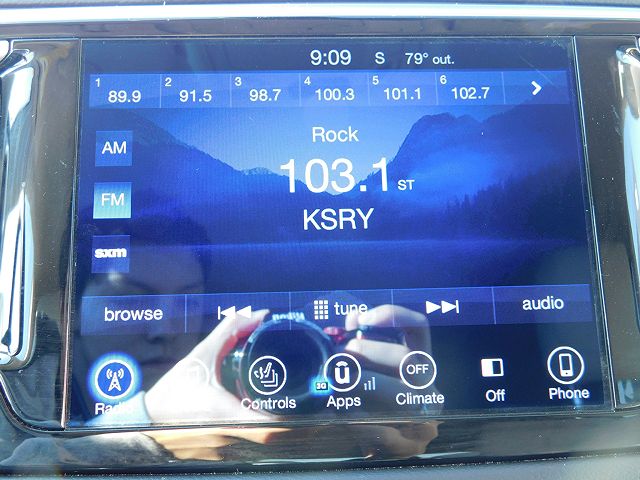 9:09 S 79° out.
1 2 3 4 5 6
89.9 91.5 98.7 100.3 101.1 102.7
Rock
AM
103.1 ST
FM
KSRY
sxm
browse tune audio
OFF
3G
Radio Controls Apps Climate Off Phone